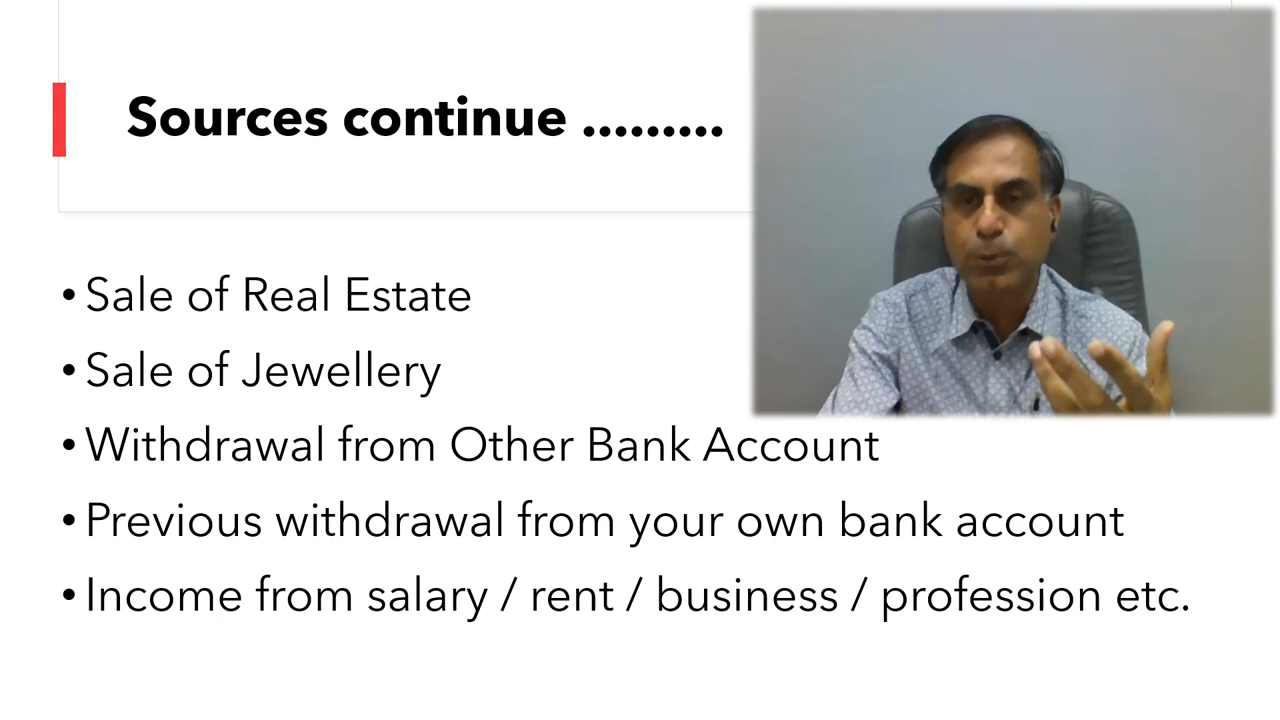 Sources continue .........
• Sale of Real Estate
• Sale of Jewellery
• Withdrawal from Other Bank Account
• Previous withdrawal from your own bank account
• Income from salary / rent / business / profession etc.